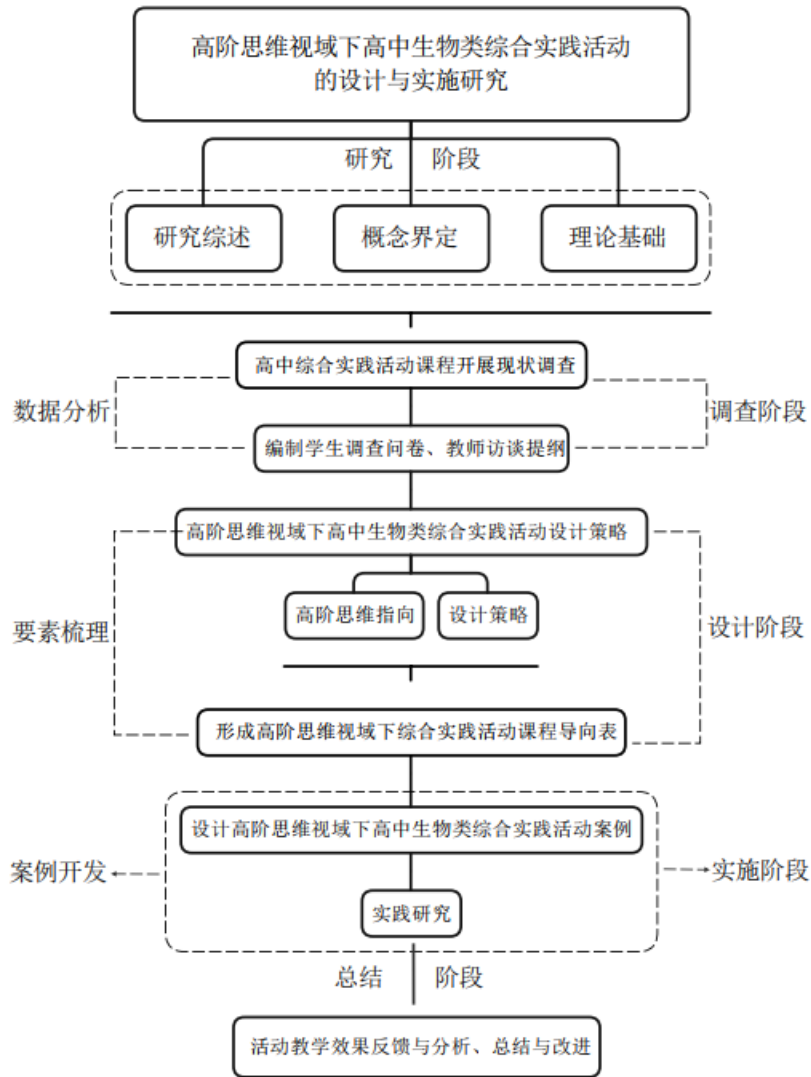 高阶思维视域下高中生物类综合实践活动
的设计与实施研究
研究 阶段
研究综述 概念界定 理论基础
高中综合实践活动课程开展现状调查
数据分析 调查阶段
编制学生调查问卷、教师访谈提纲
高阶思维视域下高中生物类综合实践活动设计策略
高阶思维指向 设计策略
要素梳理 设计阶段
形成高阶思维视域下综合实践活动课程导向表
设计高阶思维视域下高中生物类综合实践活动案例
案例开发 实施阶段
实践研究
总结 阶段
活动教学效果反馈与分析、总结与改进